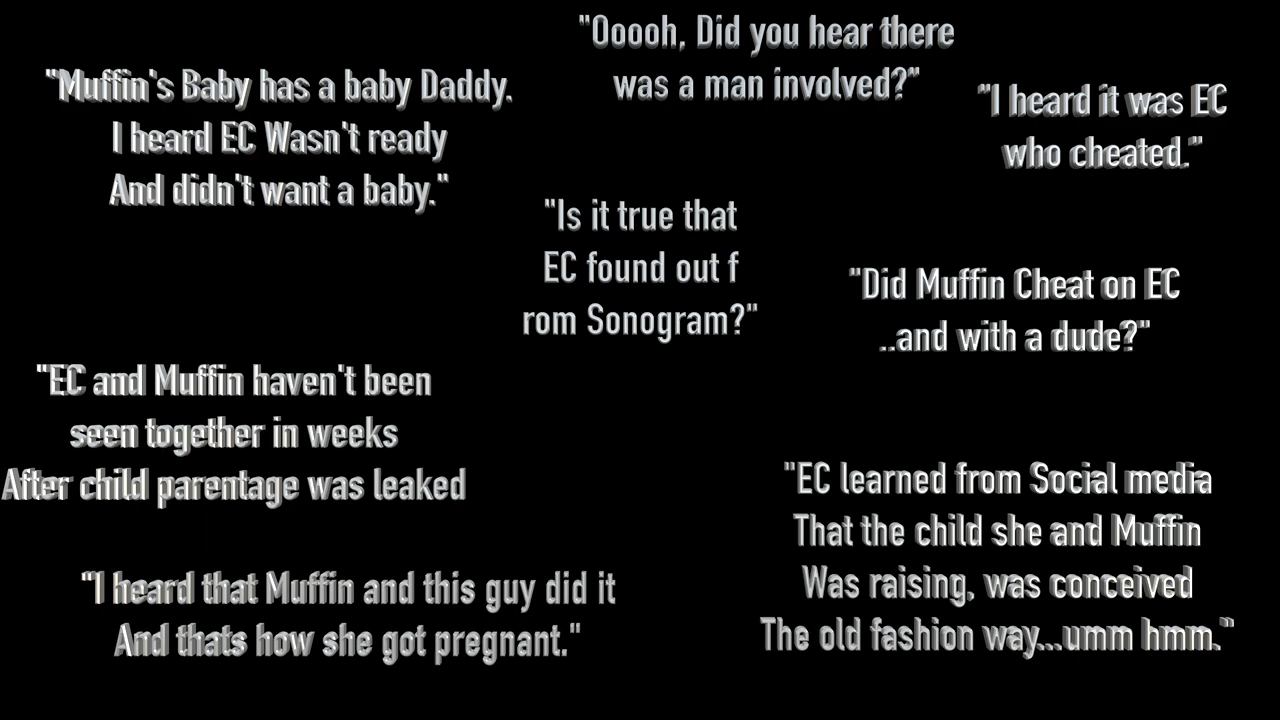 "Muffin's Baby has a baby Daddy.
I heard EC Wasn't ready
And didn't want a baby."
"Ooooh, Did you hear there
was a man involved?"
"I heard it was EC
who cheated."
"Is it true that
EC found out f
rom Sonogram?"
"Did Muffin Cheat on EC
..and with a dude?"
"EC and Muffin haven't been
seen together in weeks
After child parentage was leaked
"EC learned from Social media
That the child she and Muffin
Was raising, was conceived
The old fashion way...umm hmm."
"I heard that Muffin and this guy did it
And thats how she got pregnant."